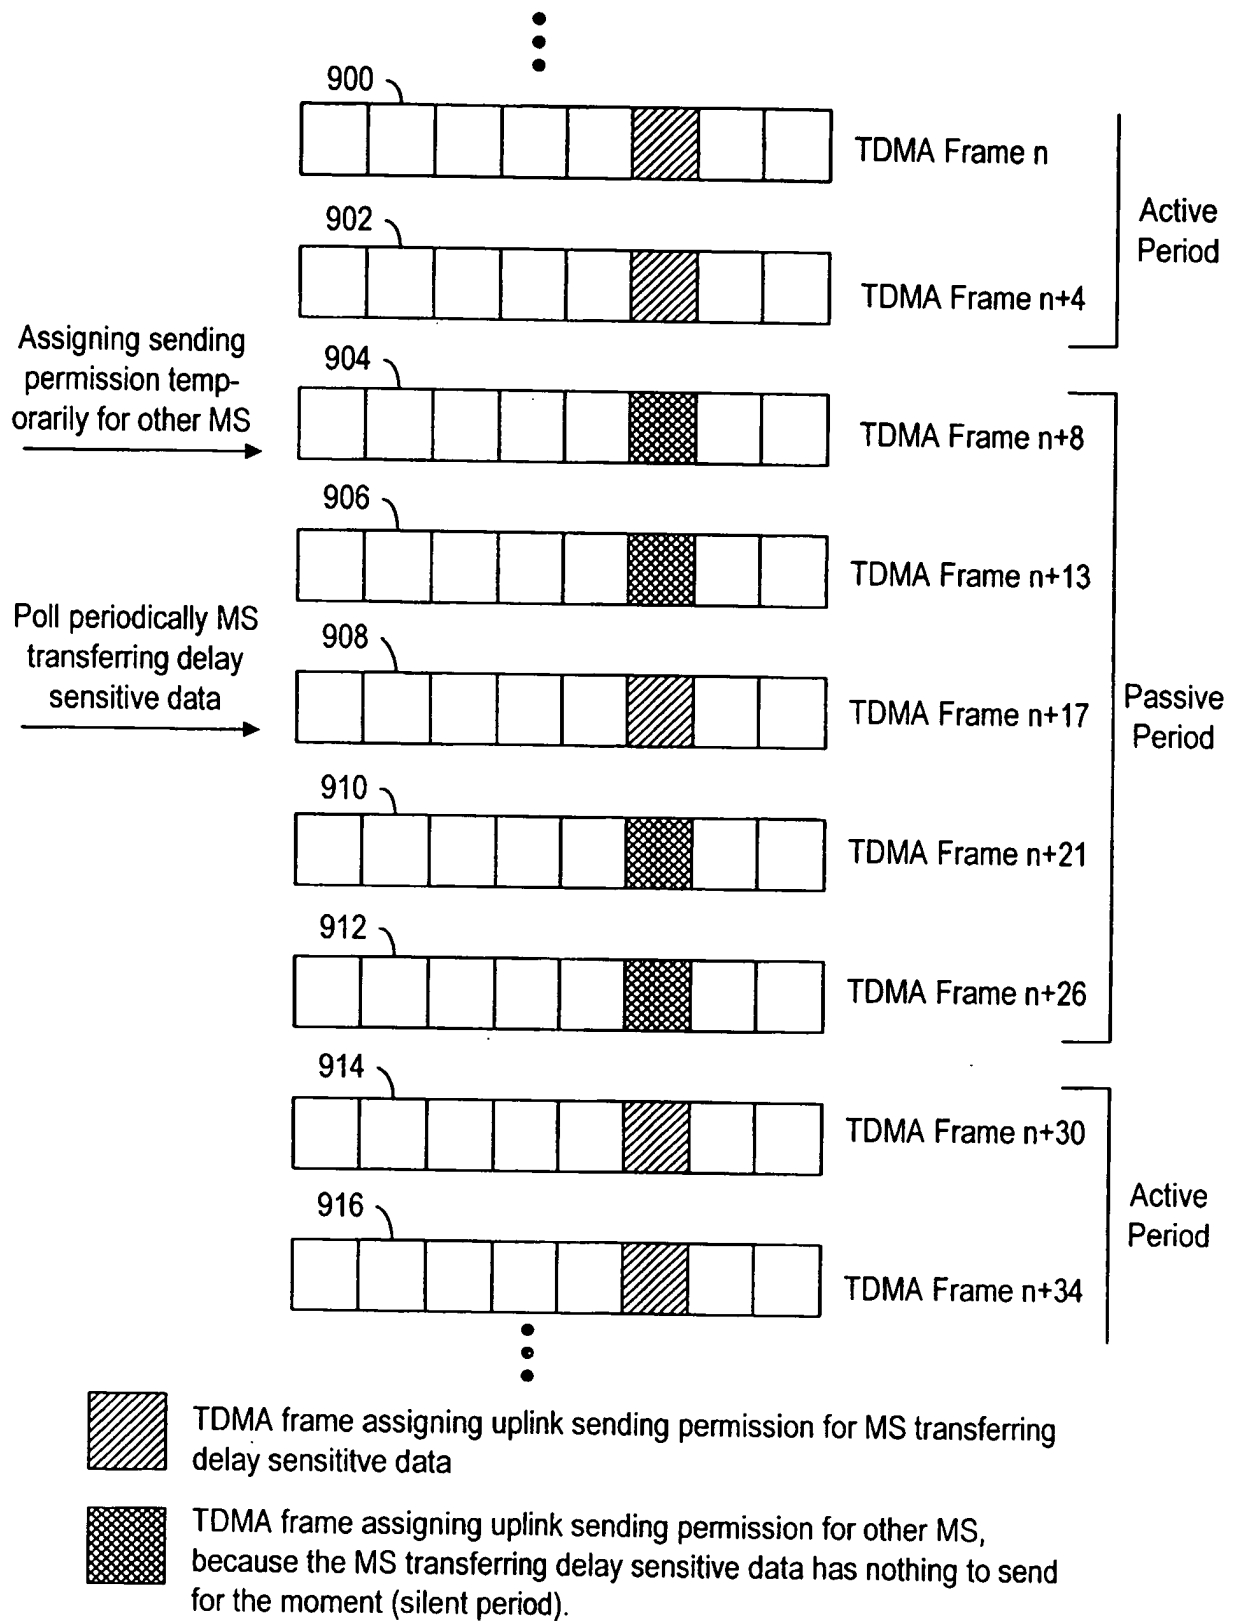 900
TDMA Frame n
902
Active
Period
TDMA Frame n+4
Assigning sending
permission temp-
orarily for other MS
904
TDMA Frame n+8
906
TDMA Frame n+13
Poll periodically MS
transferring delay
sensitive data
908
TDMA Frame n+17
Passive
Period
910
TDMA Frame n+21
912
TDMA Frame n+26
914
TDMA Frame n+30
916
Active
Period
TDMA Frame n+34
TDMA frame assigning uplink sending permission for MS transferring
delay sensititve data
TDMA frame assigning uplink sending permission for other MS,
because the MS transferring delay sensitive data has nothing to send
for the moment (silent period).